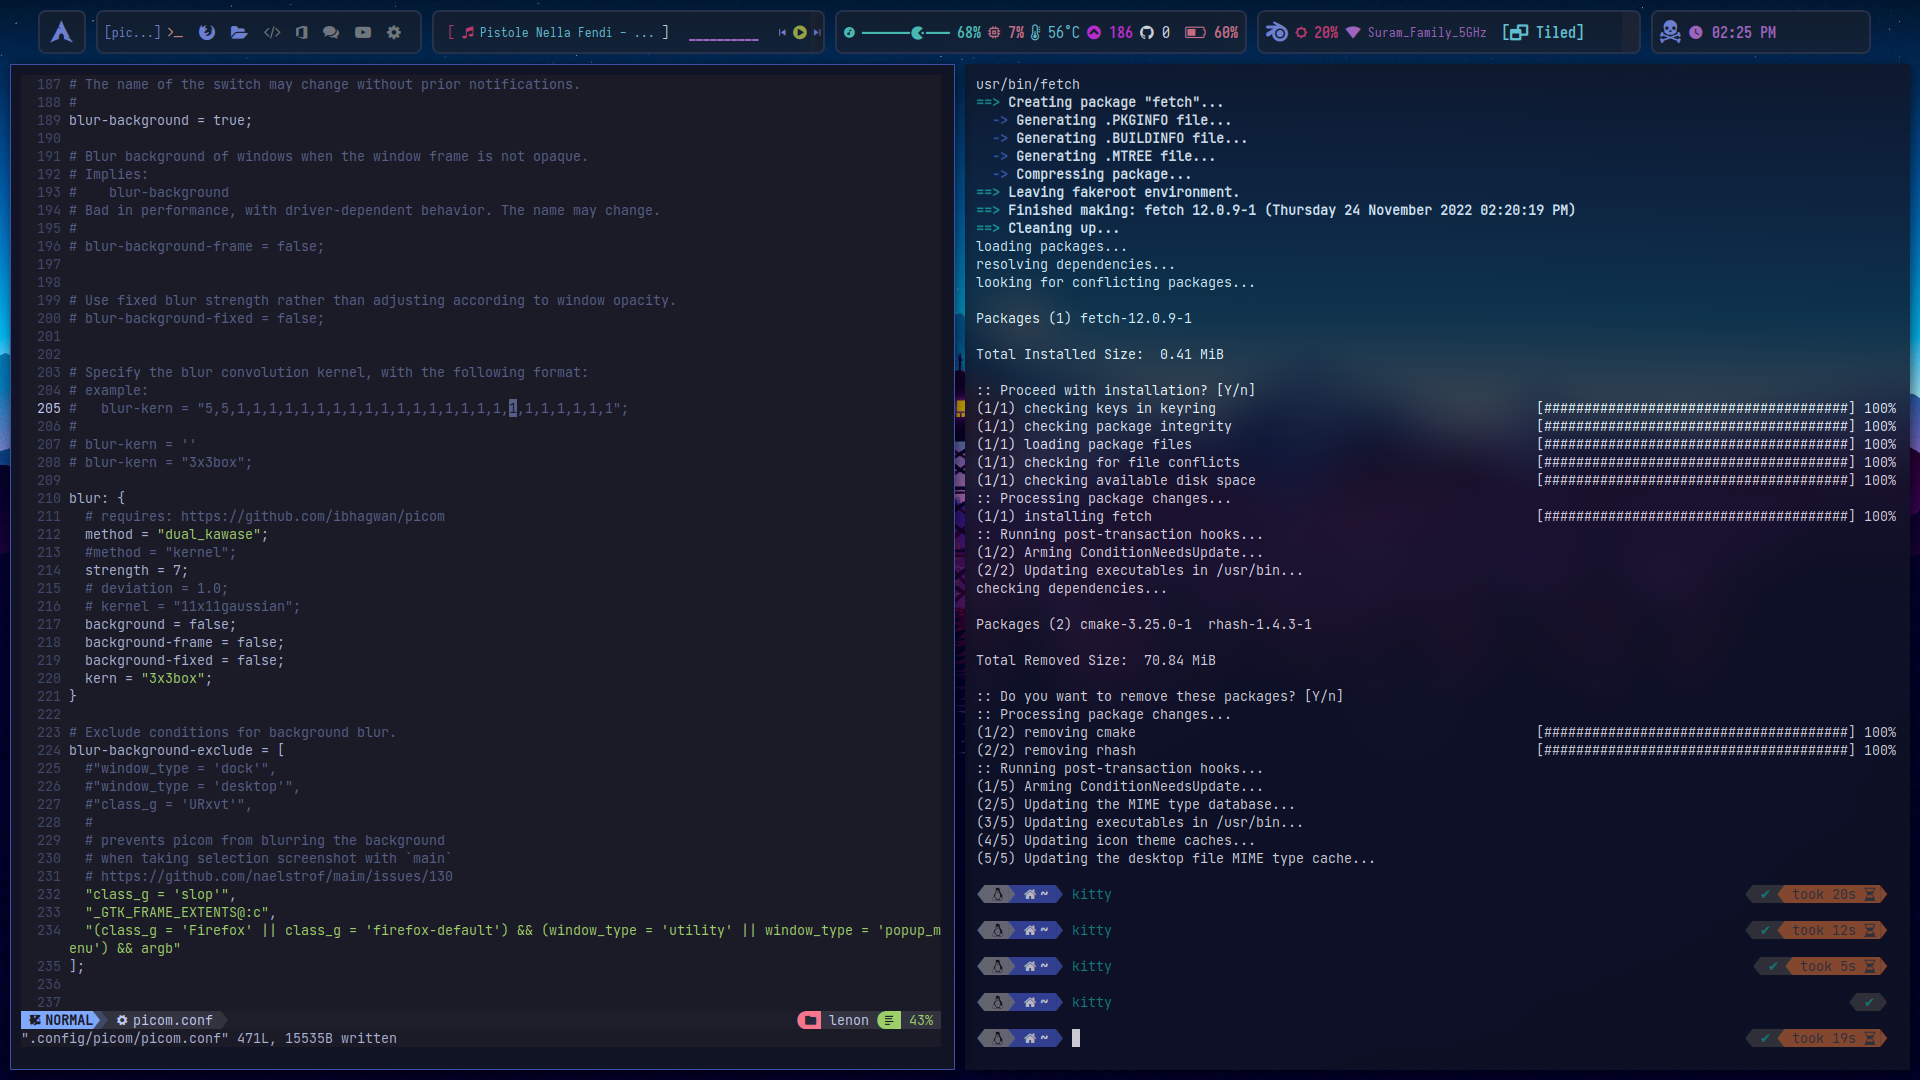 [pic...]
[ Pistole Nella Fendi - ... ]
68% 7% 56°C 186 0 60%
20% Suram_Family_5GHz [ Tiled]
02:25 PM
187 # The name of the switch may change without prior notifications.
188 #
189 blur-background = true;
190
191 # Blur background of windows when the window frame is not opaque.
192 # Implies:
193 #    blur-background
194 # Bad in performance, with driver-dependent behavior. The name may change.
195 #
196 # blur-background-frame = false;
197
198
199 # Use fixed blur strength rather than adjusting according to window opacity.
200 # blur-background-fixed = false;
201
202
203 # Specify the blur convolution kernel, with the following format:
204 # example:
205 #   blur-kern = "5,5,1,1,1,1,1,1,1,1,1,1,1,1,1,1,1,1,1,1,1,1,1,1,1,1";
206 #
207 # blur-kern = ''
208 # blur-kern = "3x3box";
209
210 blur: {
211   # requires: https://github.com/ibhagwan/picom
212   method = "dual_kawase";
213   #method = "kernel";
214   strength = 7;
215   # deviation = 1.0;
216   # kernel = "11x11gaussian";
217   background = false;
218   background-frame = false;
219   background-fixed = false;
220   kern = "3x3box";
221 }
222
223 # Exclude conditions for background blur.
224 blur-background-exclude = [
225   #"window_type = 'dock'",
226   #"window_type = 'desktop'",
227   #"class_g = 'URxvt'",
228   #
229   # prevents picom from blurring the background
230   # when taking selection screenshot with `main`
231   # https://github.com/naelstrof/maim/issues/130
232   "class_g = 'slop'",
233   "_GTK_FRAME_EXTENTS@:c",
234   "(class_g = 'Firefox' || class_g = 'firefox-default') && (window_type = 'utility' || window_type = 'popup_m
enu') && argb"
235 ];
236
237
NORMAL picom.conf lenon 43%
".config/picom/picom.conf" 471L, 15535B written
usr/bin/fetch
==> Creating package "fetch"...
  -> Generating .PKGINFO file...
  -> Generating .BUILDINFO file...
  -> Generating .MTREE file...
  -> Compressing package...
==> Leaving fakeroot environment.
==> Finished making: fetch 12.0.9-1 (Thursday 24 November 2022 02:20:19 PM)
==> Cleaning up...
loading packages...
resolving dependencies...
looking for conflicting packages...
Packages (1) fetch-12.0.9-1
Total Installed Size:  0.41 MiB
:: Proceed with installation? [Y/n]
(1/1) checking keys in keyring [######################################] 100%
(1/1) checking package integrity [######################################] 100%
(1/1) loading package files [######################################] 100%
(1/1) checking for file conflicts [######################################] 100%
(1/1) checking available disk space [######################################] 100%
:: Processing package changes...
(1/1) installing fetch [######################################] 100%
:: Running post-transaction hooks...
(1/2) Arming ConditionNeedsUpdate...
(2/2) Updating executables in /usr/bin...
checking dependencies...
Packages (2) cmake-3.25.0-1  rhash-1.4.3-1
Total Removed Size:  70.84 MiB
:: Do you want to remove these packages? [Y/n]
:: Processing package changes...
(1/2) removing cmake [######################################] 100%
(2/2) removing rhash [######################################] 100%
:: Running post-transaction hooks...
(1/5) Arming ConditionNeedsUpdate...
(2/5) Updating the MIME type database...
(3/5) Updating executables in /usr/bin...
(4/5) Updating icon theme caches...
(5/5) Updating the desktop file MIME type cache...
~ kitty ✔ took 20s
~ kitty ✔ took 12s
~ kitty ✔ took 5s
~ kitty ✔
~ ✔ took 19s